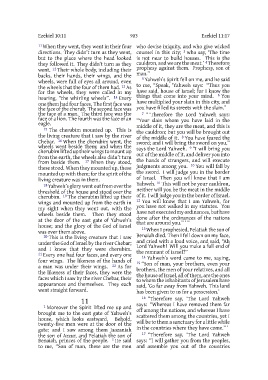 Ezekiel 10:11
903
Ezekiel 11:17
11 When they went, they went in their four
directions. They didn't turn as they went,
but to the place where the head looked
they followed it. They didn't turn as they
went. 12 Their whole body, including their
backs, their hands, their wings, and the
wheels, were full of eyes all around, even
the wheels that the four of them had. 13 As
for the wheels, they were called in my
hearing, "the whirling wheels". 14 Every
one them had four faces. The first face was
the face of the cherub. The second face was
the face of a man. The third face was the
face of a lion. The fourth was the face of an
eagle.
15 The cherubim mounted up. This is
the living creature that I saw by the river
Chebar. 16 When the cherubim went, the
wheels went beside them; and when the
cherubim lifted up their wings to mount up
from the earth, the wheels also didn't turn
from beside them. 17 When they stood,
these stood. When they mounted up, these
mounted up with them; for the spirit of the
living creature was in them.
18 Yahweh's glory went out from over the
threshold of the house and stood over the
cherubim. 19 The cherubim lifted up their
wings and mounted up from the earth in
my sight when they went out, with the
wheels beside them. Then they stood
at the door of the east gate of Yahweh's
house; and the glory of the God of Israel
was over them above.
20 This is the living creature that I saw
under the God of Israel by the river Chebar;
and I knew that they were cherubim.
21 Every one had four faces, and every one
four wings. The likeness of the hands of
a man was under their wings. 22 As for
the likeness of their faces, they were the
faces which I saw by the river Chebar, their
appearances and themselves. They each
went straight forward.
11
1 Moreover the Spirit lifted me up and
brought me to the east gate of Yahweh's
house, which looks eastward. Behold,
twenty-five men were at the door of the
gate; and I saw among them Jaazaniah
the son of Azzur, and Pelatiah the son of
Benaiah, princes of the people. 2 He said
to me, "Son of man, these are the men
who devise iniquity, and who give wicked
counsel in this city; 3 who say, 'The time
is not near to build houses. This is the
cauldron, and we are the meat.' 4 Therefore
prophesy against them. Prophesy, son of
man."
5 Yahweh's Spirit fell on me, and he said
to me, "Speak, 'Yahweh says: "Thus you
have said, house of Israel; for I know the
things that come into your mind. 6 You
have multiplied your slain in this city, and
you have filled its streets with the slain."
7 "'Therefore the Lord Yahweh says:
"Your slain whom you have laid in the
middle of it, they are the meat, and this is
the cauldron; but you will be brought out
of the middle of it. 8 You have feared the
sword; and I will bring the sword on you,"
says the Lord Yahweh. 9 "I will bring you
out of the middle of it, and deliver you into
the hands of strangers, and will execute
judgments among you. 10 You will fall by
the sword. I will judge you in the border
of Israel. Then you will know that I am
Yahweh. 11 This will not be your cauldron,
neither will you be the meat in the middle
of it. I will judge you in the border of Israel.
12 You will know that I am Yahweh, for
you have not walked in my statutes. You
have not executed my ordinances, but have
done after the ordinances of the nations
that are around you."'"
13 When I prophesied, Pelatiah the son of
Benaiah died. Then I fell down on my face,
and cried with a loud voice, and said, "Ah
Lord Yahweh! Will you make a full end of
the remnant of Israel?"
14 Yahweh's word came to me, saying,
15 "Son of man, your brothers, even your
brothers, the men of your relatives, and all
the house of Israel, all of them, are the ones
to whom the inhabitants of Jerusalem have
said, 'Go far away from Yahweh. This land
has been given to us for a possession.'
16 "Therefore say, 'The Lord Yahweh
says: "Whereas I have removed them far
off among the nations, and whereas I have
scattered them among the countries, yet I
will be to them a sanctuary for a little while
in the countries where they have come."'
17 "Therefore say, 'The Lord Yahweh
says: "I will gather you from the peoples,
and assemble you out of the countries